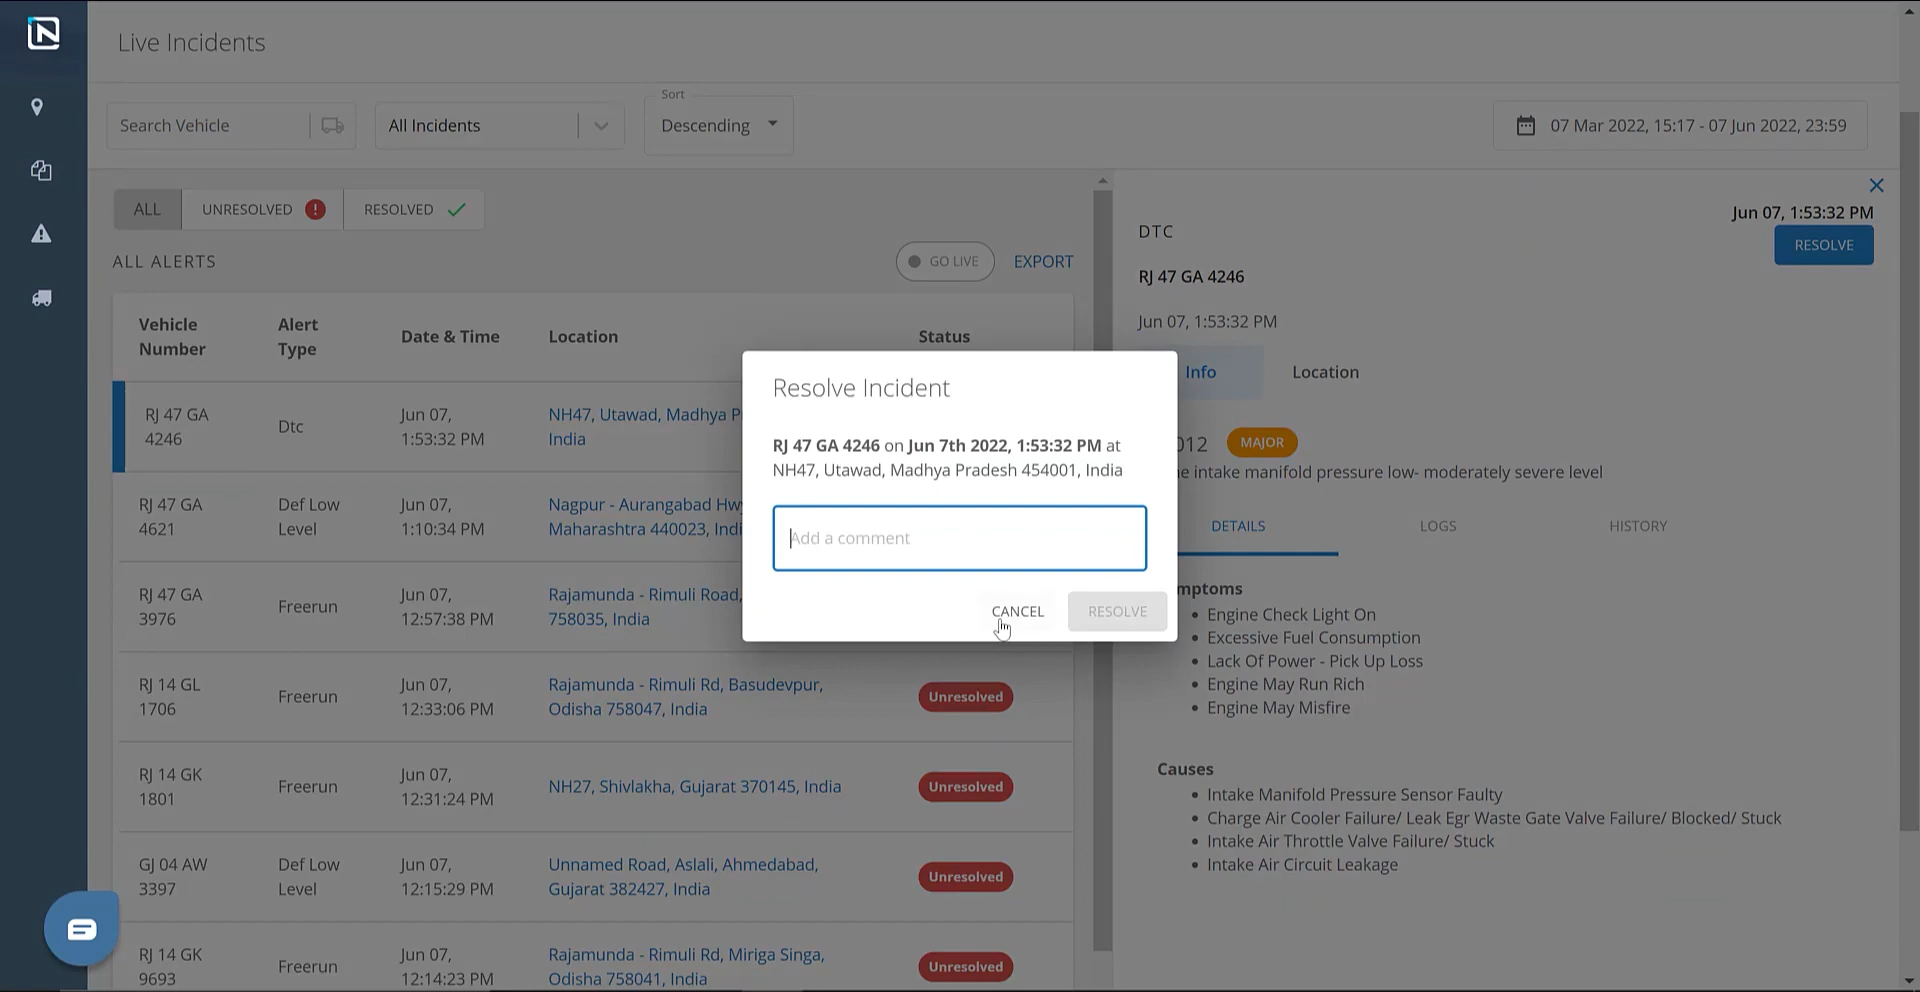 Live Incidents
Search Vehicle
All Incidents
Sort
Descending
07 Mar 2022, 15:17 - 07 Jun 2022, 23:59
ALL
UNRESOLVED
RESOLVED
ALL ALERTS
GO LIVE
EXPORT
Vehicle Number
Alert Type
Date & Time
Location
Status
RJ 47 GA
4246
Dtc
Jun 07,
1:53:32 PM
NH47, Utawad, Madhya
India
RJ 47 GA
4621
Def Low
Level
Jun 07,
1:10:34 PM
Nagpur - Aurangabad
Maharashtra 440023,
RJ 47 GA
3976
Freerun
Jun 07,
12:57:38 PM
Rajamunda - Rimuli Road,
758035, India
RJ 14 GL
1706
Freerun
Jun 07,
12:33:06 PM
Rajamunda - Rimuli Rd, Basudevpur,
Odisha 758047, India
Unresolved
RJ 14 GK
1801
Freerun
Jun 07,
12:31:24 PM
NH27, Shivlakha, Gujarat 370145, India
Unresolved
GJ 04 AW
3397
Def Low
Level
Jun 07,
12:15:29 PM
Unnamed Road, Aslali, Ahmedabad,
Gujarat 382427, India
Unresolved
RJ 14 GK
9693
Freerun
Jun 07,
12:14:23 PM
Rajamunda - Rimuli Rd, Miriga Singa,
Odisha 758041, India
Unresolved
Resolve Incident
RJ 47 GA 4246 on Jun 7th 2022, 1:53:32 PM at
NH47, Utawad, Madhya Pradesh 454001, India
Add a comment
CANCEL
RESOLVE
Jun 07, 1:53:32 PM
DTC
RESOLVE
RJ 47 GA 4246
Jun 07, 1:53:32 PM
Info
Location
MAJOR
intake manifold pressure low- moderately severe level
DETAILS
LOGS
HISTORY
Engine Check Light On
Excessive Fuel Consumption
Lack Of Power - Pick Up Loss
Engine May Run Rich
Engine May Misfire
Causes
Intake Manifold Pressure Sensor Faulty
Charge Air Cooler Failure/ Leak Egr Waste Gate Valve Failure/ Blocked/ Stuck
Intake Air Throttle Valve Failure/ Stuck
Intake Air Circuit Leakage